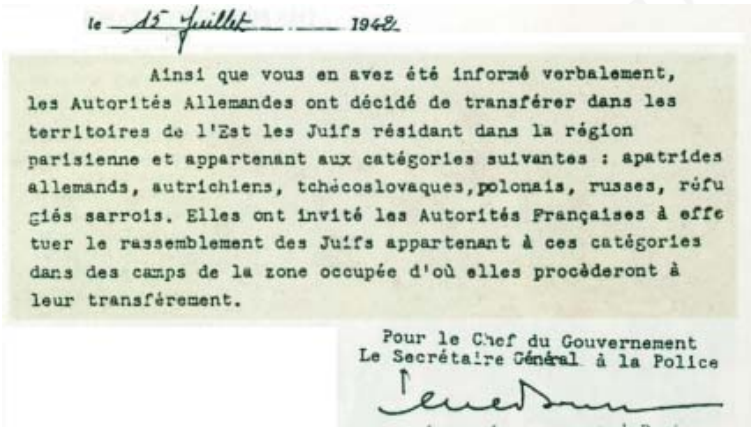 le 15 Juillet 1942
Ainsi que vous en avez été informé verbalement,
les Autorités Allemandes ont décidé de transférer dans les
territoires de l'Est les Juifs résidant dans la région
parisienne et appartenant aux catégories suivantes : apatrides
allemands, autrichiens, tchécoslovaques,polonais, russes, réfu
giés sarrois. Elles ont invité les Autorités Françaises à effe
tuer le rassemblement des Juifs appartenant à ces catégories
dans des camps de la zone occupée d'où elles procèderont à
leur transférement.
Pour le Chef du Gouvernement
Le Secrétaire Général à la Police